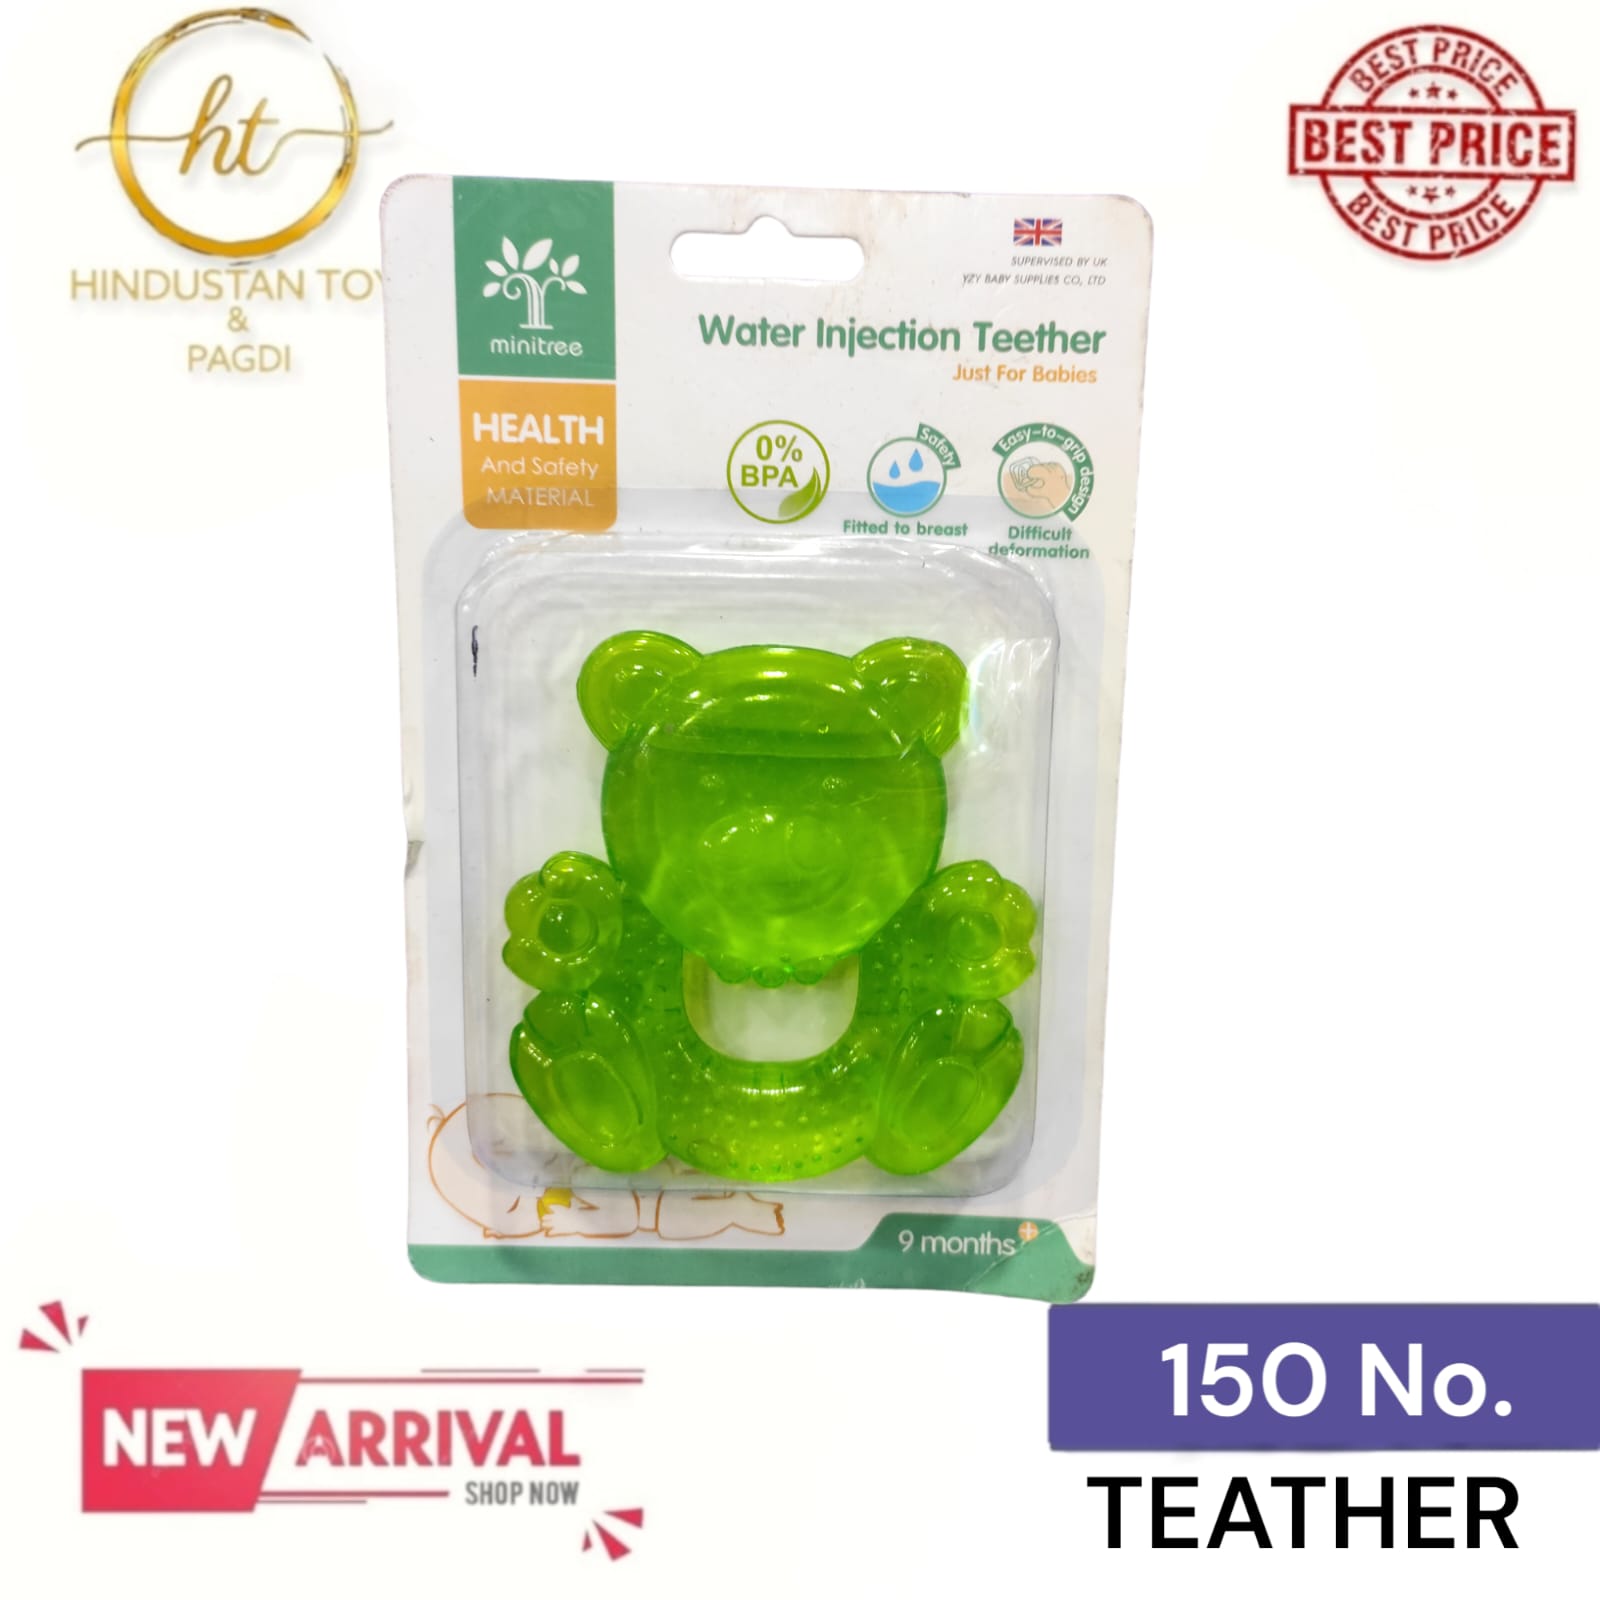 ht
HINDUSTAN TOY
&
PAGDI
BEST PRICE
BEST PRICE
BEST PRICE
minitree
HEALTH
And Safety
MATERIAL
SUPERVISED BY UK
YZY BABY SUPPLIES CO, LTD
Water Injection Teether
Just For Babies
0%
BPA
Safety
Fitted to breast
Easy-to-grip design
Difficult
deformation
9 months+
NEW ARRIVAL
SHOP NOW
150 No.
TEATHER